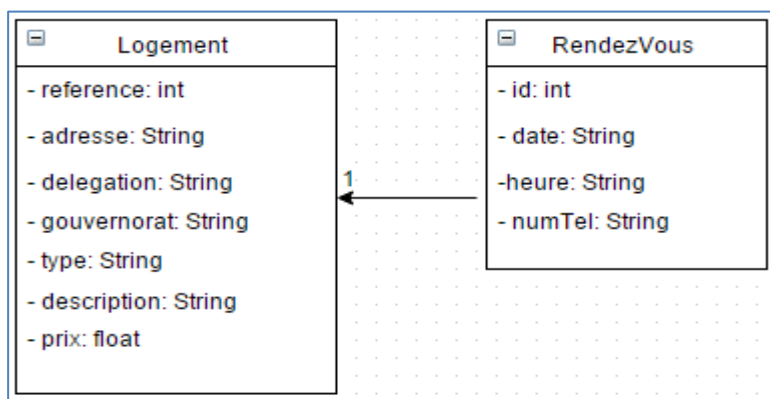 Logement
- reference: int
- adresse: String
- delegation: String
- gouvernorat: String
- type: String
- description: String
- prix: float
1
RendezVous
- id: int
- date: String
-heure: String
- numTel: String